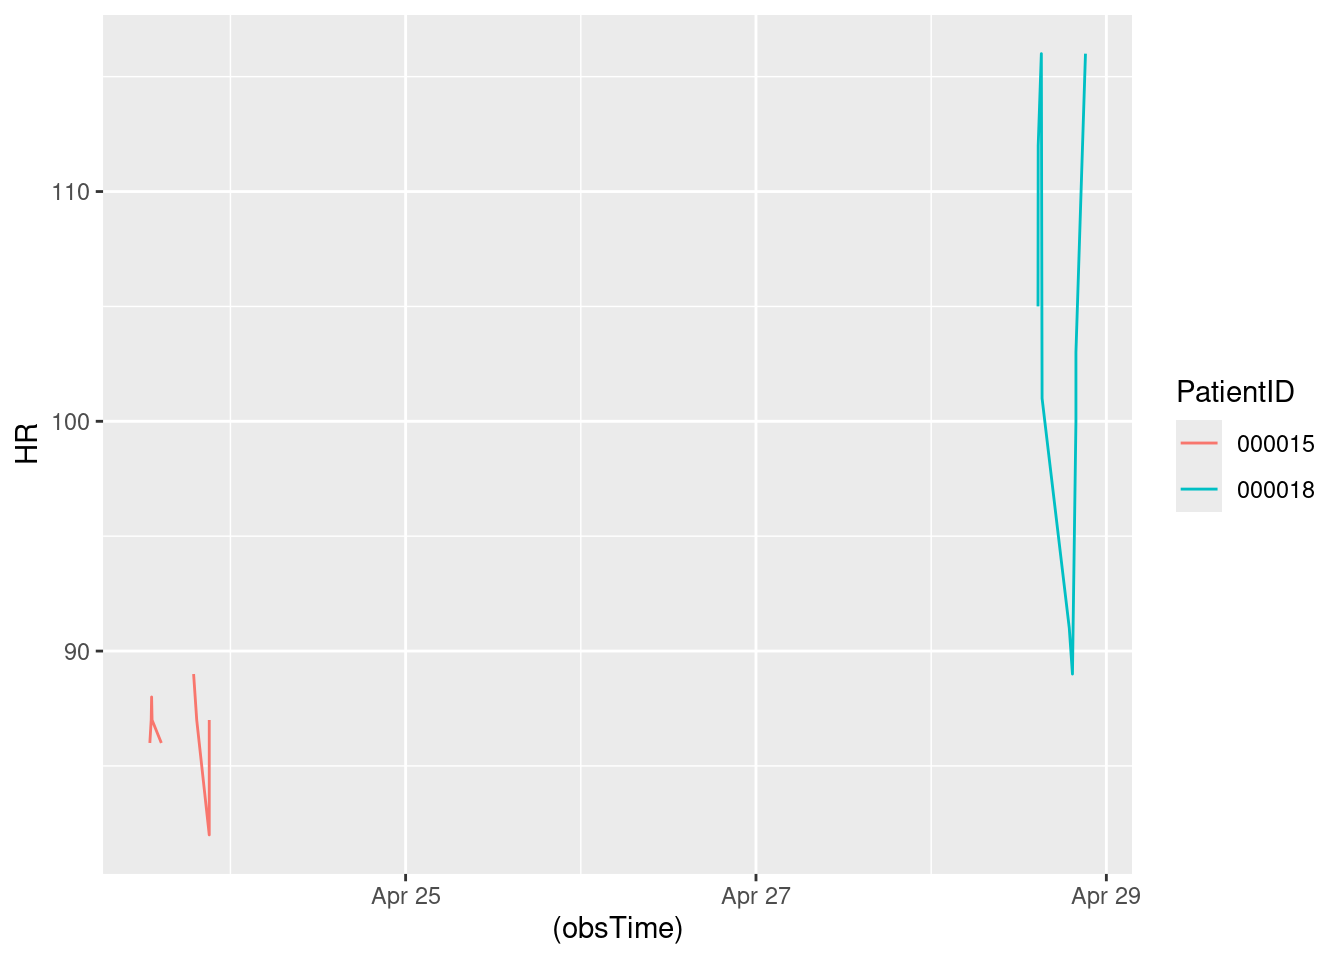 HR
110
100
90
Apr 25
Apr 27
Apr 29
(obsTime)
PatientID
000015
000018